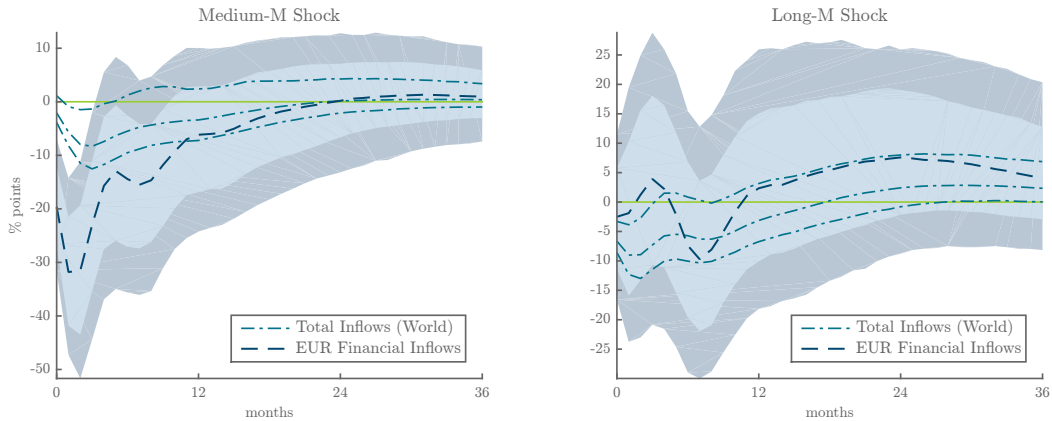 Medium-M Shock
10
0
-10
-20
-30
-40
-50
% points
0
12
24
36
months
Total Inflows (World)
EUR Financial Inflows
Long-M Shock
25
20
15
10
5
0
-5
-10
-15
-20
-25
0
12
24
36
months
Total Inflows (World)
EUR Financial Inflows